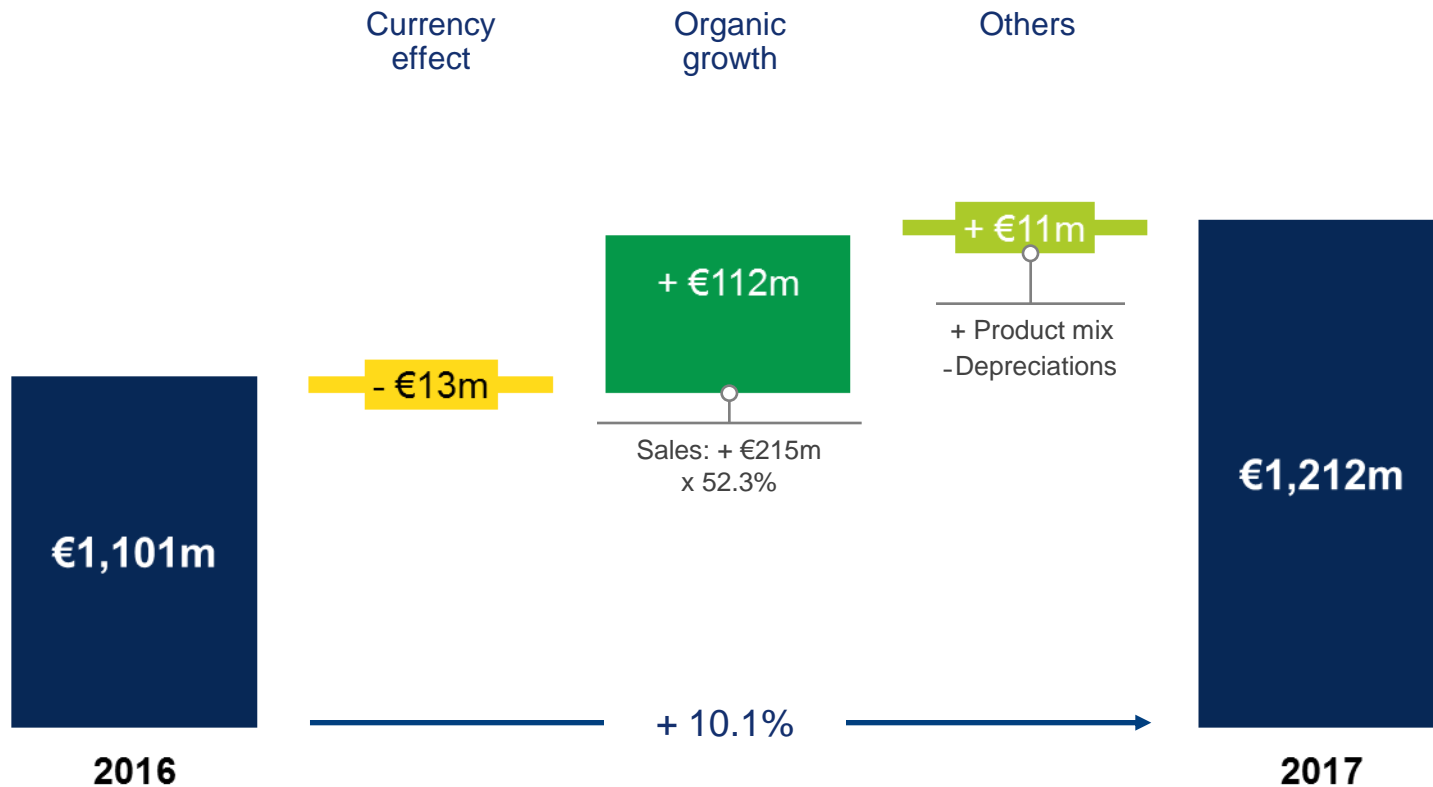 Currency
effect
Organic
growth
Others
€1,101m
- €13m
+ €112m
Sales: + €215m
x 52.3%
+ €11m
+ Product mix
-Depreciations
€1,212m
+ 10.1%
2016
2017